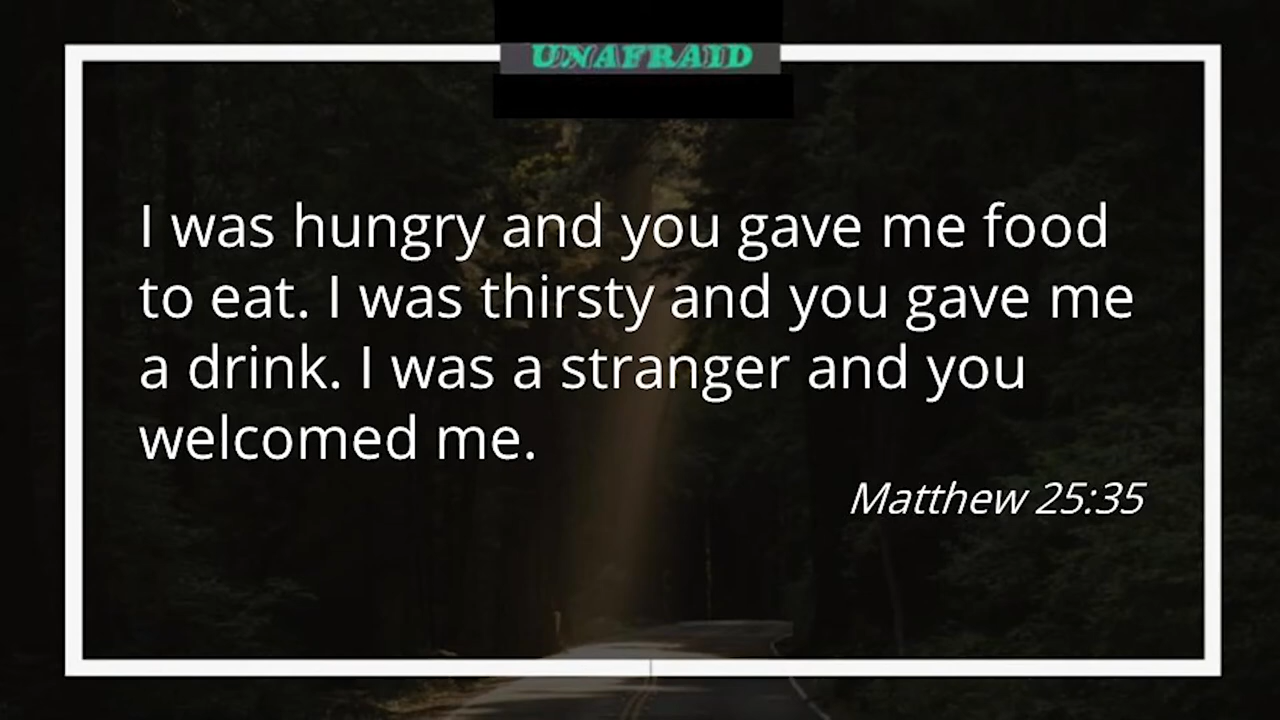 UNAFRAID
I was hungry and you gave me food
to eat. I was thirsty and you gave me
a drink. I was a stranger and you
welcomed me.
Matthew 25:35